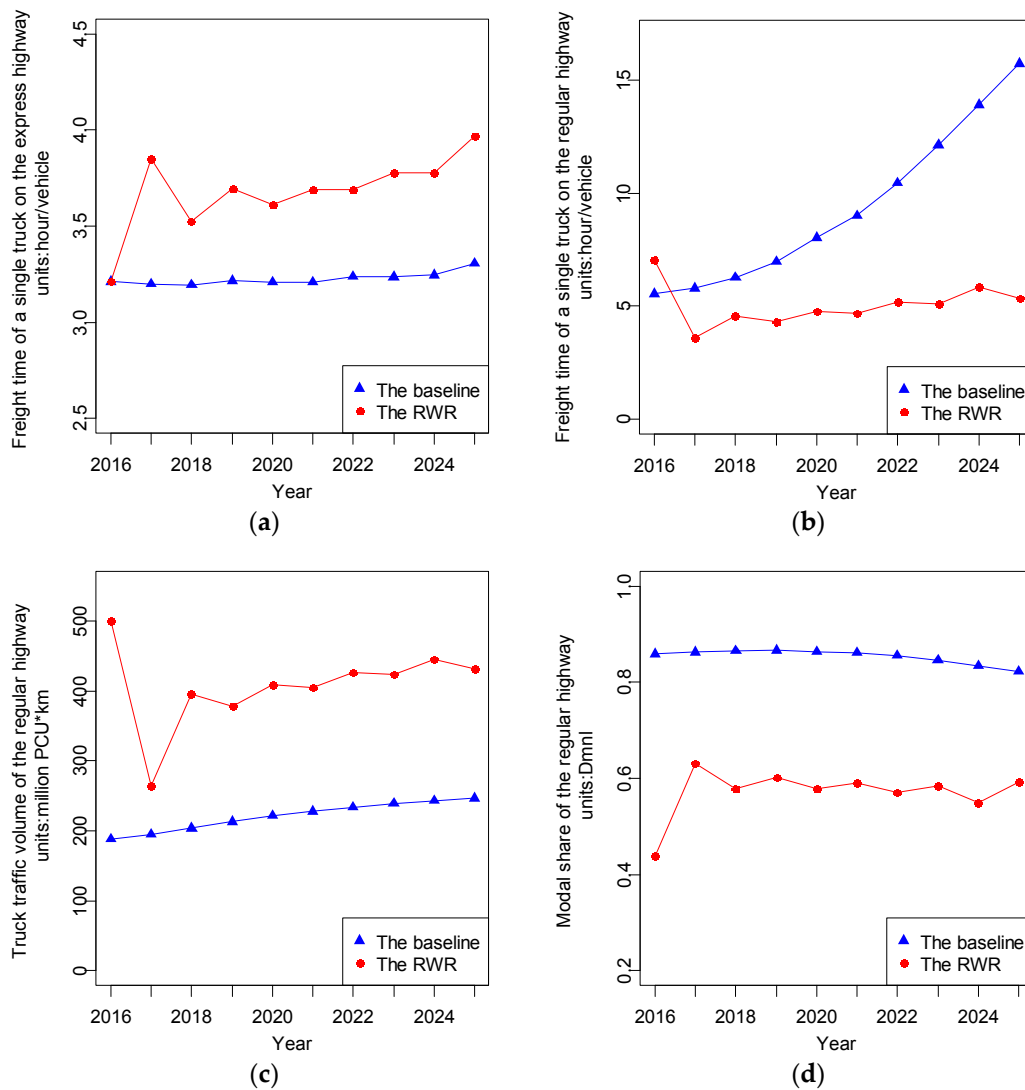 Freight time of a single truck on the express highway
units:hour/vehicle
4.5
4.0
3.5
3.0
2.5
The baseline
The RWR
2016 2018 2020 2022 2024
Year
(a)
Freight time of a single truck on the regular highway
units:hour/vehicle
15
10
5
0
The baseline
The RWR
2016 2018 2020 2022 2024
Year
(b)
Truck traffic volume of the regular highway
units:million PCU*km
500
400
300
200
100
0
The baseline
The RWR
2016 2018 2020 2022 2024
Year
(c)
Modal share of the regular highway
units:Dmnl
1.0
0.8
0.6
0.4
0.2
The baseline
The RWR
2016 2018 2020 2022 2024
Year
(d)